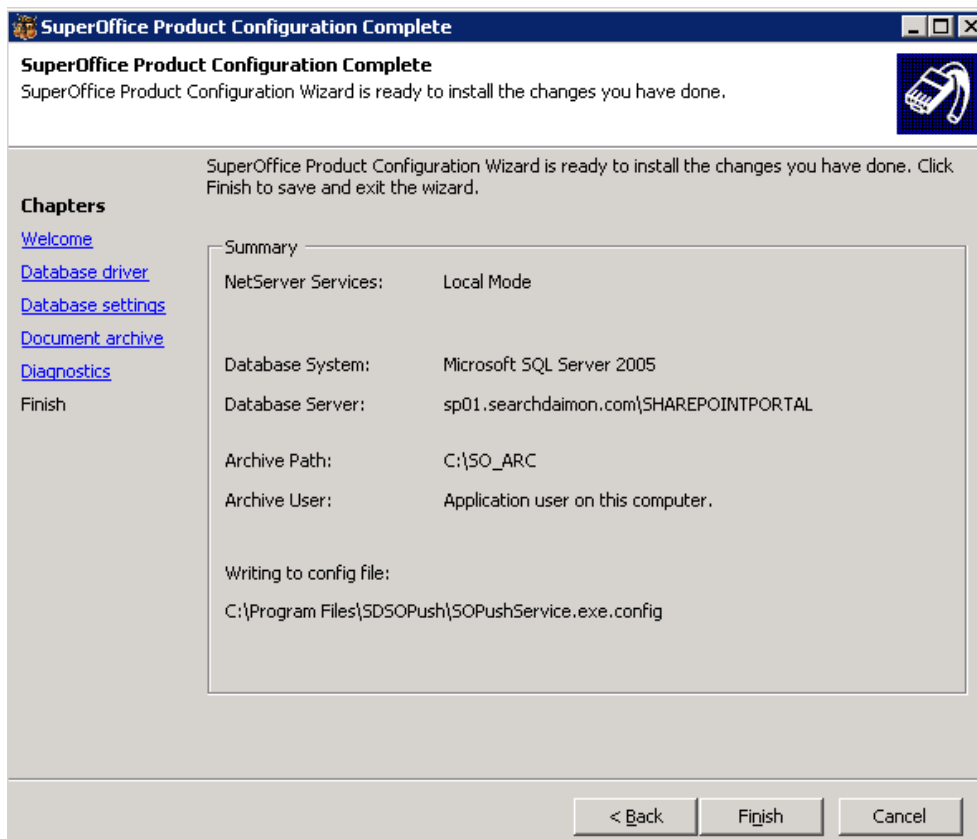 SuperOffice Product Configuration Complete
SuperOffice Product Configuration Complete
SuperOffice Product Configuration Wizard is ready to install the changes you have done.
SuperOffice Product Configuration Wizard is ready to install the changes you have done. Click
Finish to save and exit the wizard.
Chapters
Welcome
Database driver
Database settings
Document archive
Diagnostics
Finish
Summary
NetServer Services: Local Mode
Database System: Microsoft SQL Server 2005
Database Server: sp01.searchdaimon.com\SHAREPOINTPORTAL
Archive Path: C:\SO_ARC
Archive User: Application user on this computer.
Writing to config file:
C:\Program Files\SDSOPush\SOPushService.exe.config
< Back Finish Cancel